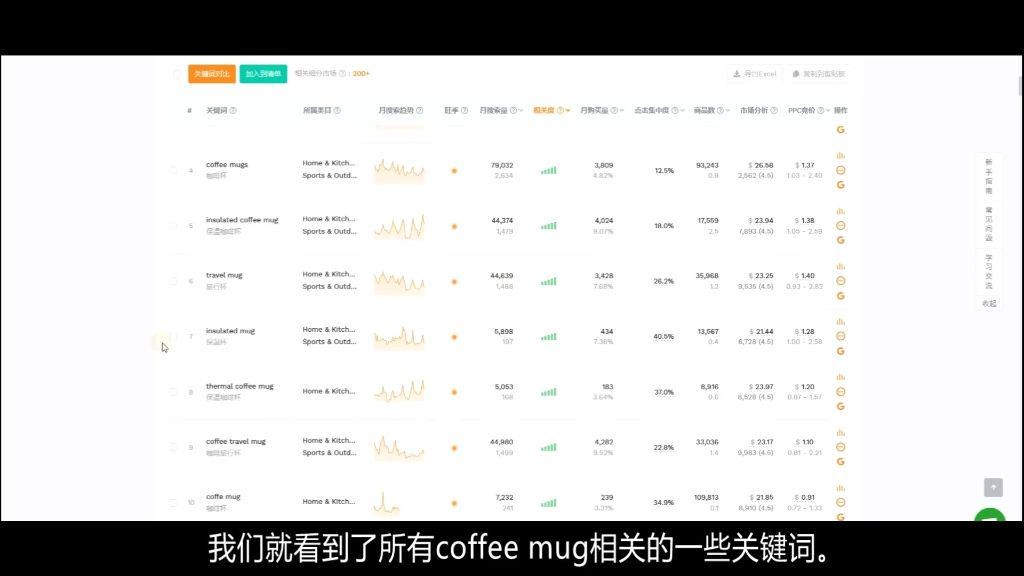 关键词对比 加入到清单 相关细分市场 : 200+ 导出Excel 复制到剪贴板
# 关键词 所属类目 月搜索趋势 旺季 月搜索量 相关度 月购买量 点击集中度 商品数 市场分析 PPC竞价 操作
4 coffee mugs Home & Kitch... 79,032 3,809 12.5% 93,243 $ 26.58 $ 1.37
咖啡杯 Sports & Outd... 2,634 4.82% 0.9 2,562 (4.5) 1.03 - 2.40
5 insulated coffee mug Home & Kitch... 44,374 4,024 18.0% 17,559 $ 23.94 $ 1.38
保温咖啡杯 Sports & Outd... 1,479 9.07% 2.5 7,893 (4.5) 1.05 - 2.59
6 travel mug Home & Kitch... 44,639 3,428 26.2% 35,968 $ 23.25 $ 1.40
旅行杯 Sports & Outd... 1,488 7.68% 1.2 9,535 (4.5) 0.93 - 2.82
7 insulated mug Home & Kitch... 5,898 434 40.5% 13,567 $ 21.44 $ 1.28
保温杯 Sports & Outd... 197 7.36% 0.4 6,728 (4.5) 1.00 - 2.56
8 thermal coffee mug Home & Kitch... 5,053 183 37.0% 8,916 $ 23.97 $ 1.20
保温咖啡杯 168 3.64% 0.6 8,528 (4.5) 0.87 - 1.57
9 coffee travel mug Home & Kitch... 44,980 4,282 22.8% 33,036 $ 23.17 $ 1.10
咖啡旅行杯 Sports & Outd... 1,499 9.52% 1.4 9,983 (4.5) 0.81 - 2.21
10 coffe mug Home & Kitch... 7,232 239 34.9% 109,813 $ 21.85 $ 0.91
咖啡杯 241 3.31% 0.1 8,910 (4.5) 0.72 - 1.33
新手指南
常见问题
学习交流
收起
我们就看到了所有coffee mug相关的一些关键词。